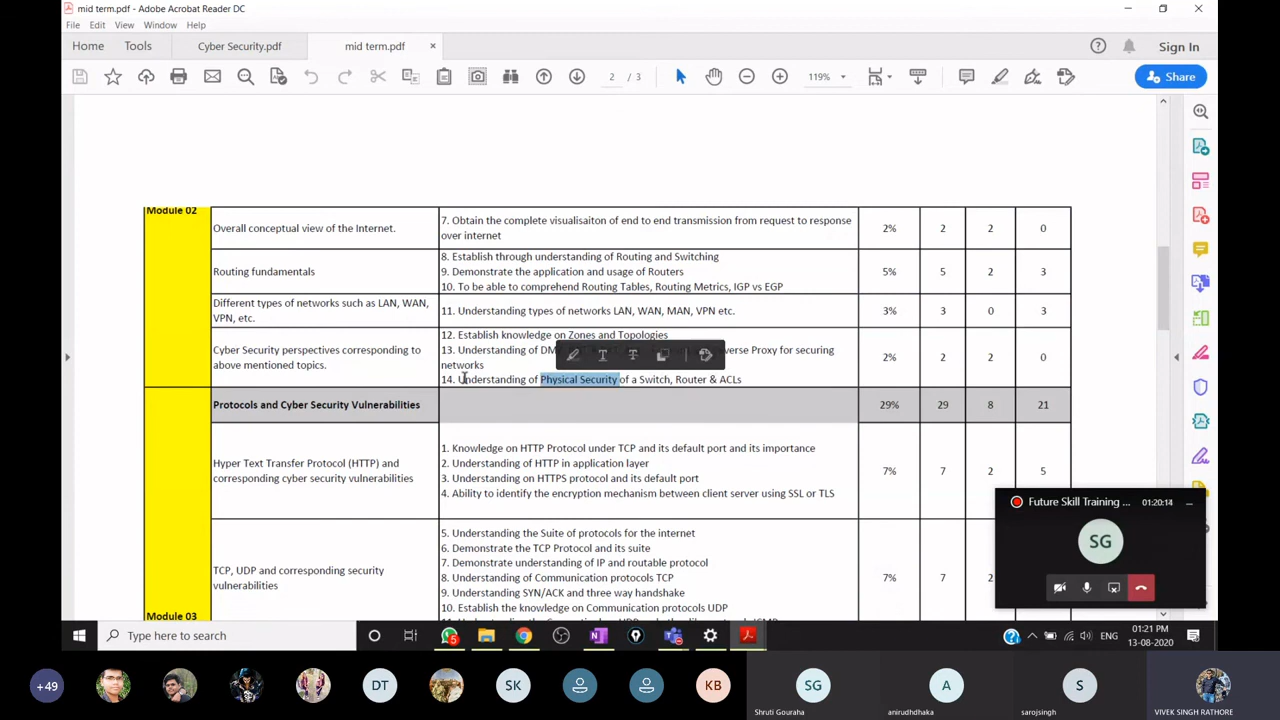 mid term.pdf - Adobe Acrobat Reader DC
File Edit View Window Help
Home Tools Cyber Security.pdf mid term.pdf × Sign In
2 / 3 119% Share
Module 02
Overall conceptual view of the Internet.
7. Obtain the complete visualisaiton of end to end transmission from request to response
over internet
2% 2 2 0
Routing fundamentals
8. Establish through understanding of Routing and Switching
9. Demonstrate the application and usage of Routers
10. To be able to comprehend Routing Tables, Routing Metrics, IGP vs EGP
5% 5 2 3
Different types of networks such as LAN, WAN,
VPN, etc.
11. Understanding types of networks LAN, WAN, MAN, VPN etc.
3% 3 0 3
Cyber Security perspectives corresponding to
above mentioned topics.
12. Establish knowledge on Zones and Topologies
13. Understanding of DM verse Proxy for securing
networks
14. Understanding of Physical Security of a Switch, Router & ACLs
2% 2 2 0
Protocols and Cyber Security Vulnerabilities
29% 29 8 21
Module 03
Hyper Text Transfer Protocol (HTTP) and
corresponding cyber security vulnerabilities
1. Knowledge on HTTP Protocol under TCP and its default port and its importance
2. Understanding of HTTP in application layer
3. Understanding on HTTPS protocol and its default port
4. Ability to identify the encryption mechanism between client server using SSL or TLS
7% 7 2 5
TCP, UDP and corresponding security
vulnerabilities
5. Understanding the Suite of protocols for the internet
6. Demonstrate the TCP Protocol and its suite
7. Demonstrate understanding of IP and routable protocol
8. Understanding of Communication protocols TCP
9. Understanding SYN/ACK and three way handshake
10. Establish the knowledge on Communication protocols UDP
7% 7 2
Future Skill Training ... 01:20:14
SG
Type here to search
5
ENG
01:21 PM
13-08-2020
+49 DT SK KB SG A S
Shruti Gouraha anirudhdhaka sarojsingh VIVEK SINGH RATHORE